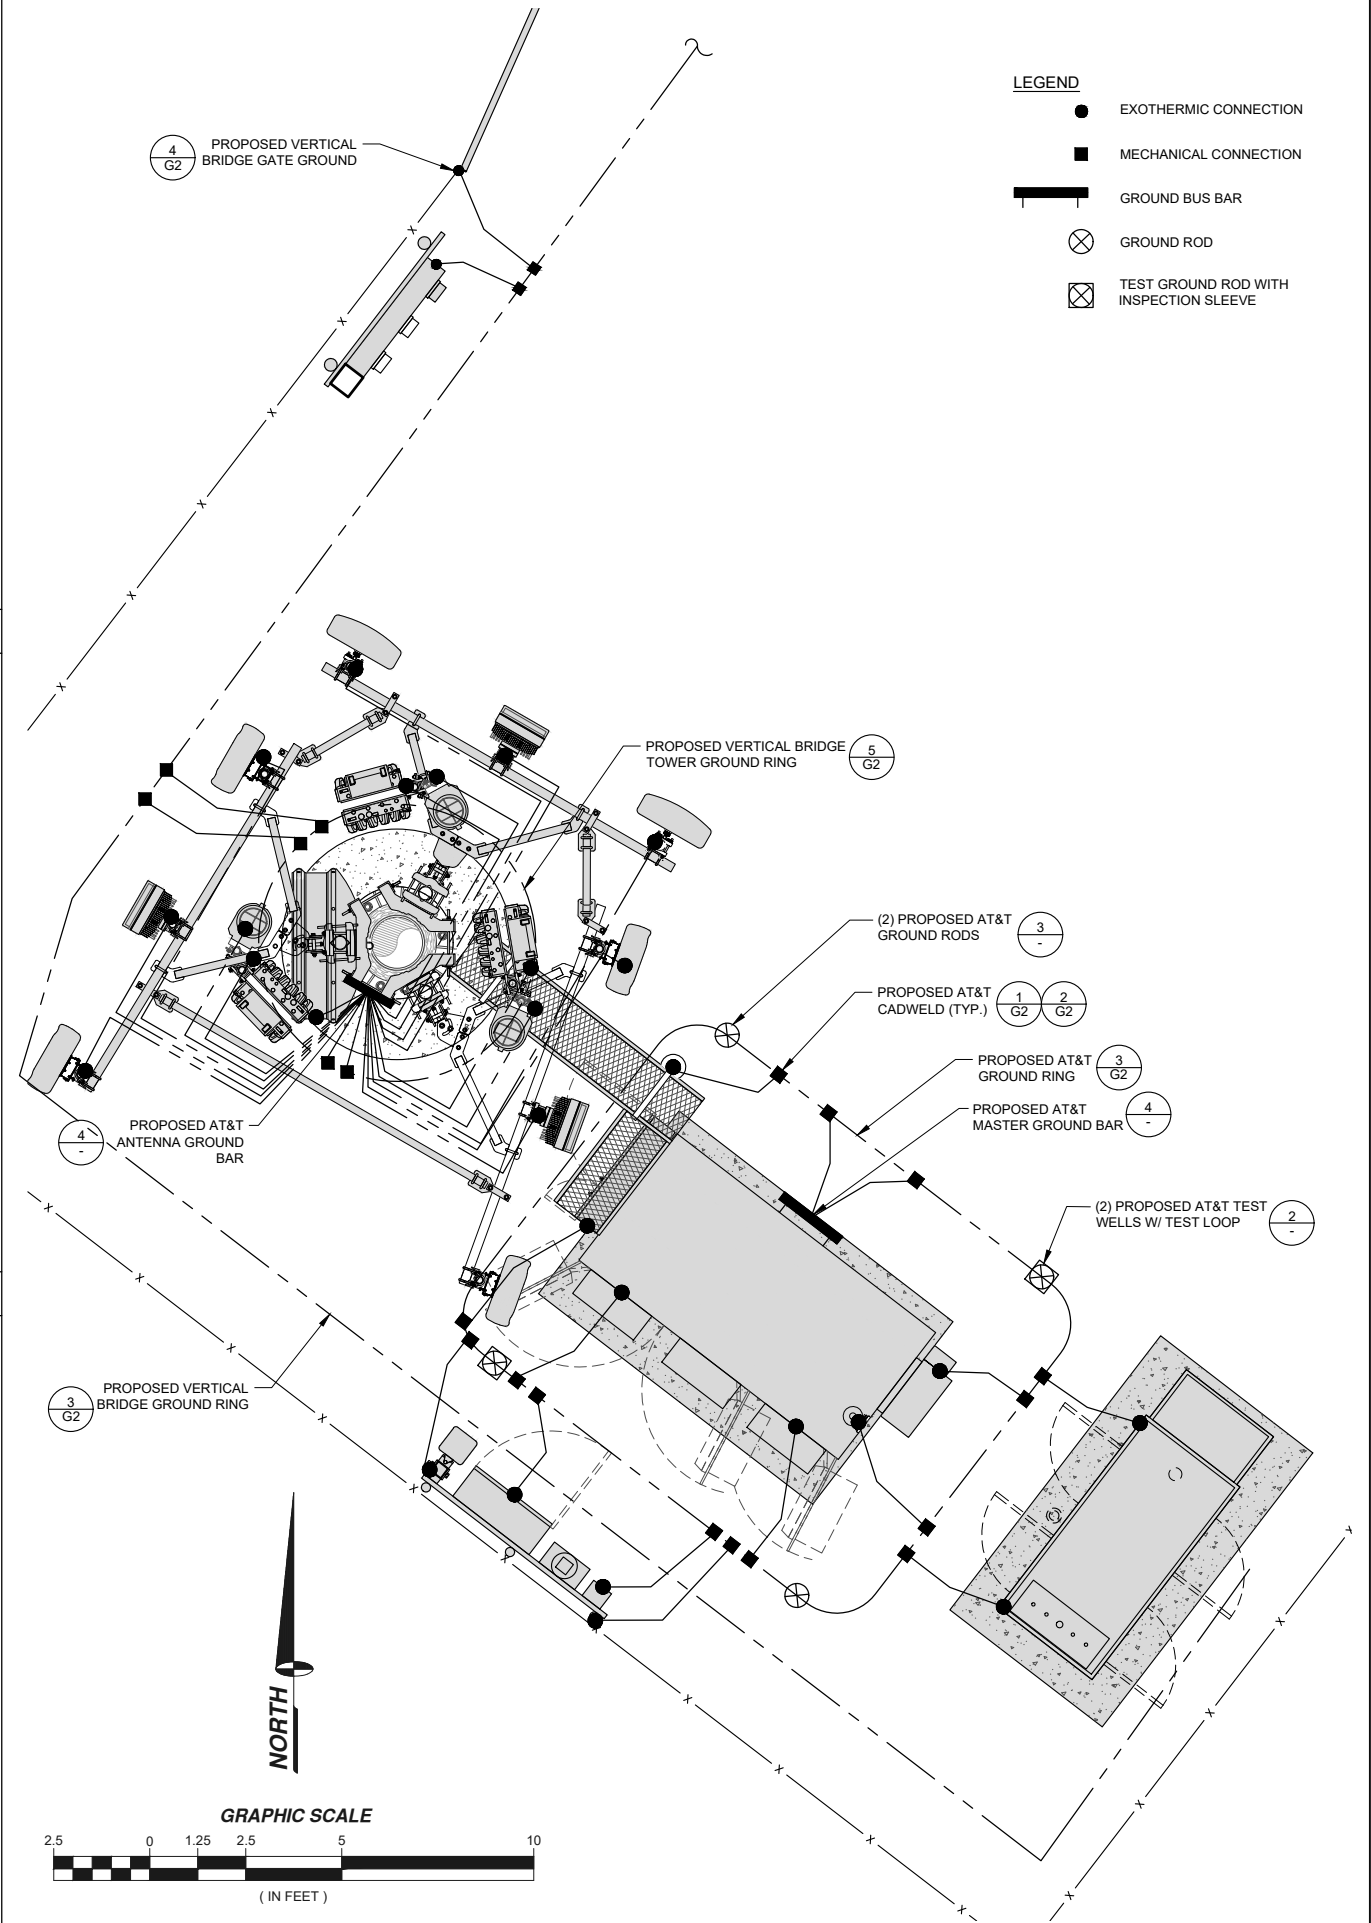 LEGEND
EXOTHERMIC CONNECTION
MECHANICAL CONNECTION
GROUND BUS BAR
GROUND ROD
TEST GROUND ROD WITH
INSPECTION SLEEVE
4
G2
PROPOSED VERTICAL
BRIDGE GATE GROUND
PROPOSED VERTICAL BRIDGE
TOWER GROUND RING
5
G2
(2) PROPOSED AT&T
GROUND RODS
3
-
PROPOSED AT&T
CADWELD (TYP.)
1
G2
2
G2
PROPOSED AT&T
GROUND RING
3
G2
PROPOSED AT&T
MASTER GROUND BAR
4
-
4
-
PROPOSED AT&T
ANTENNA GROUND
BAR
(2) PROPOSED AT&T TEST
WELLS W/ TEST LOOP
2
-
3
G2
PROPOSED VERTICAL
BRIDGE GROUND RING
NORTH
GRAPHIC SCALE
2.5 0 1.25 2.5 5 10
( IN FEET )